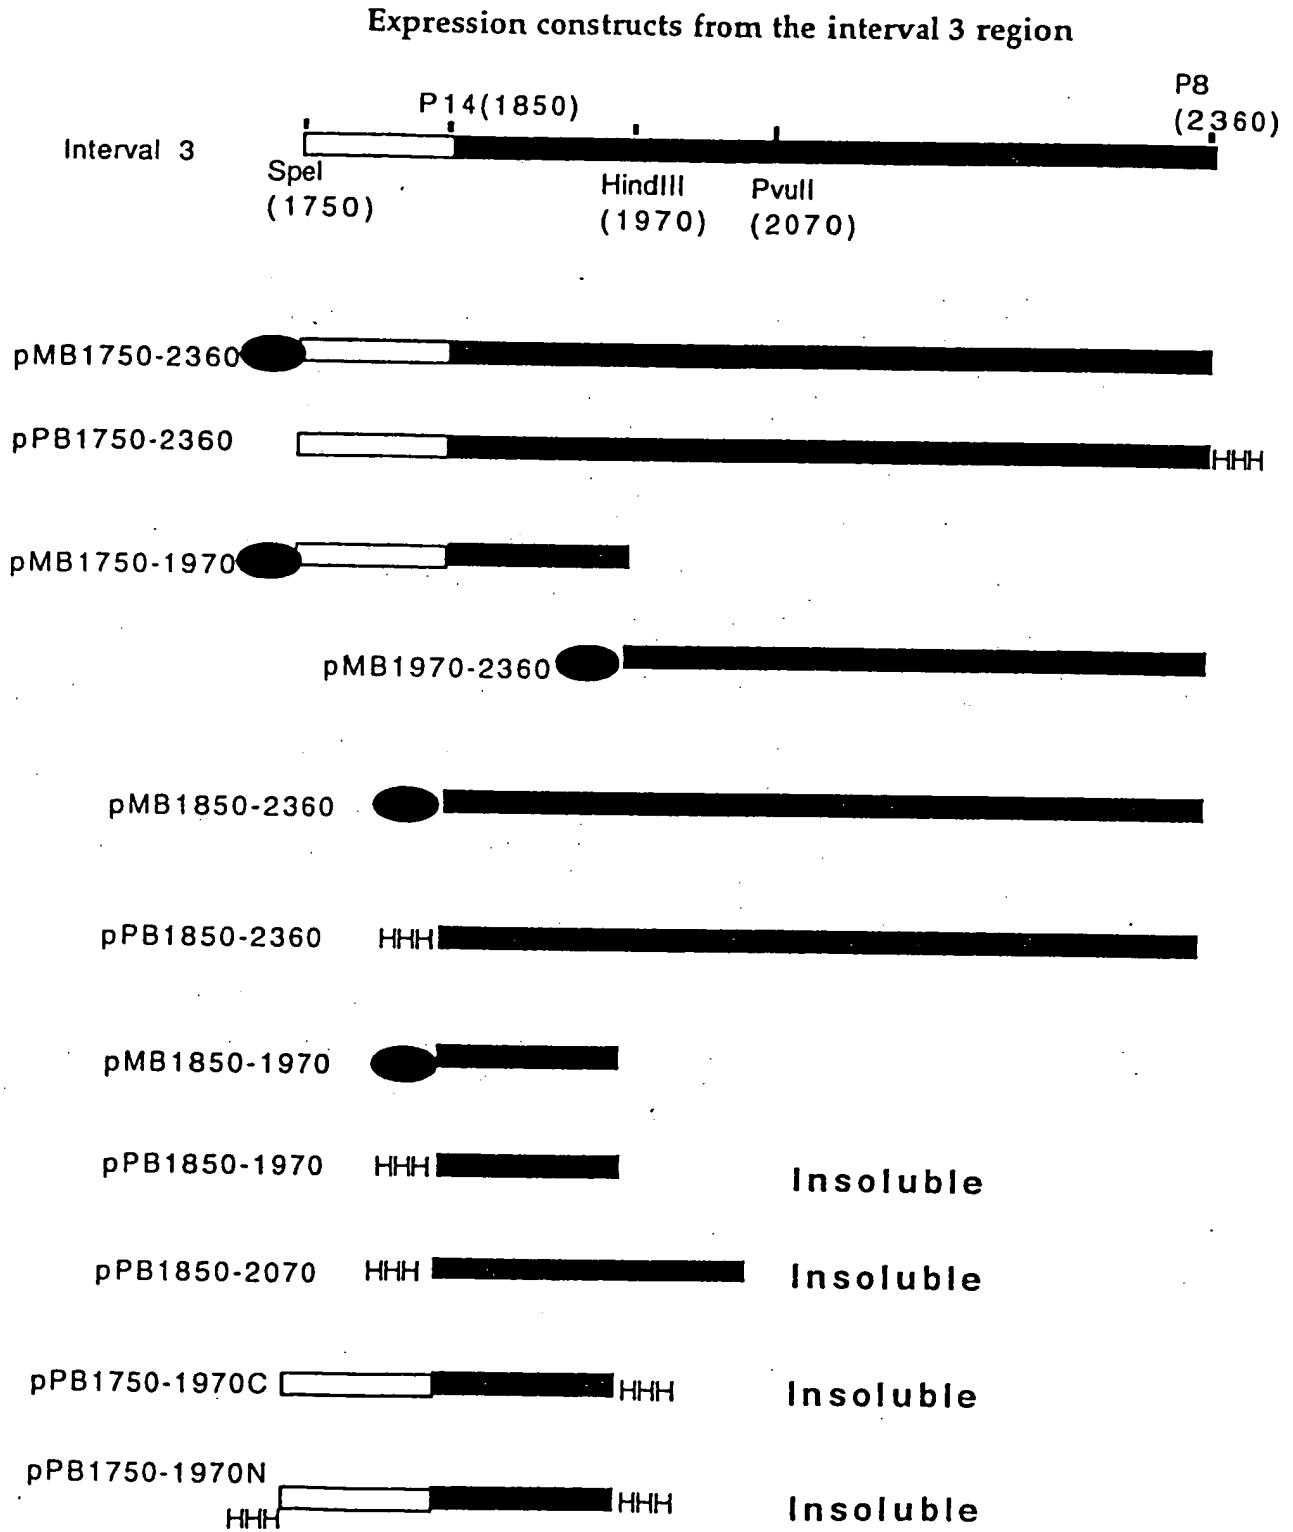 Expression constructs from the interval 3 region
P8
(2360)
P14(1850)
Interval 3
SpeI
(1750)
HindIII
(1970)
PvuII
(2070)
pMB1750-2360
pPB1750-2360
HHH
pMB1750-1970
pMB1970-2360
pMB1850-2360
pPB1850-2360 HHH
pMB1850-1970
pPB1850-1970 HHH Insoluble
pPB1850-2070 HHH Insoluble
pPB1750-1970C HHH Insoluble
pPB1750-1970N
HHH Insoluble
HHH